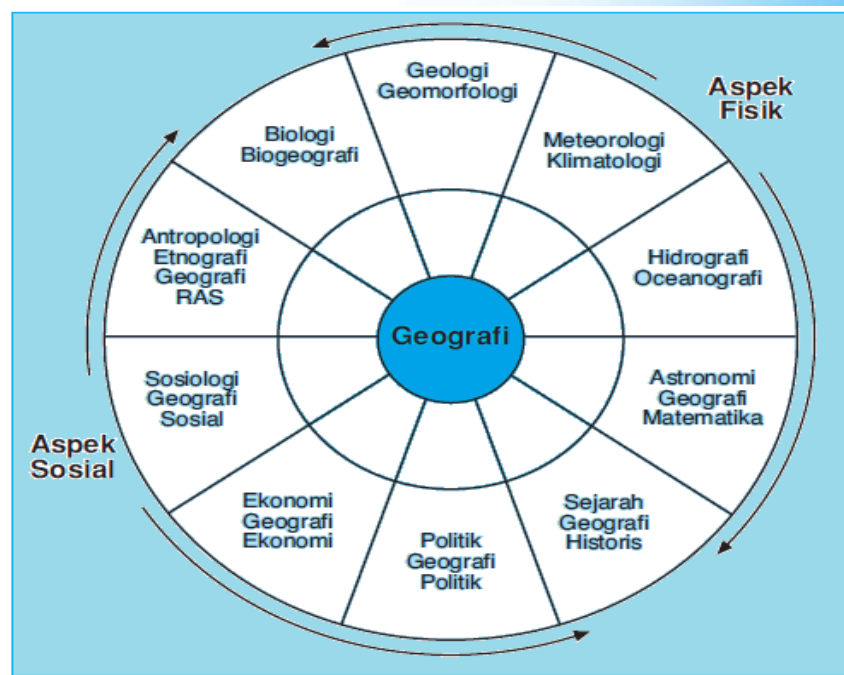 Geologi
Geomorfologi
Aspek
Fisik
Meteorologi
Klimatologi
Biologi
Biogeografi
Antropologi
Etnografi
Geografi
RAS
Hidrografi
Oceanografi
Geografi
Sosiologi
Geografi
Sosial
Astronomi
Geografi
Matematika
Aspek
Sosial
Ekonomi
Geografi
Ekonomi
Politik
Geografi
Politik
Sejarah
Geografi
Historis